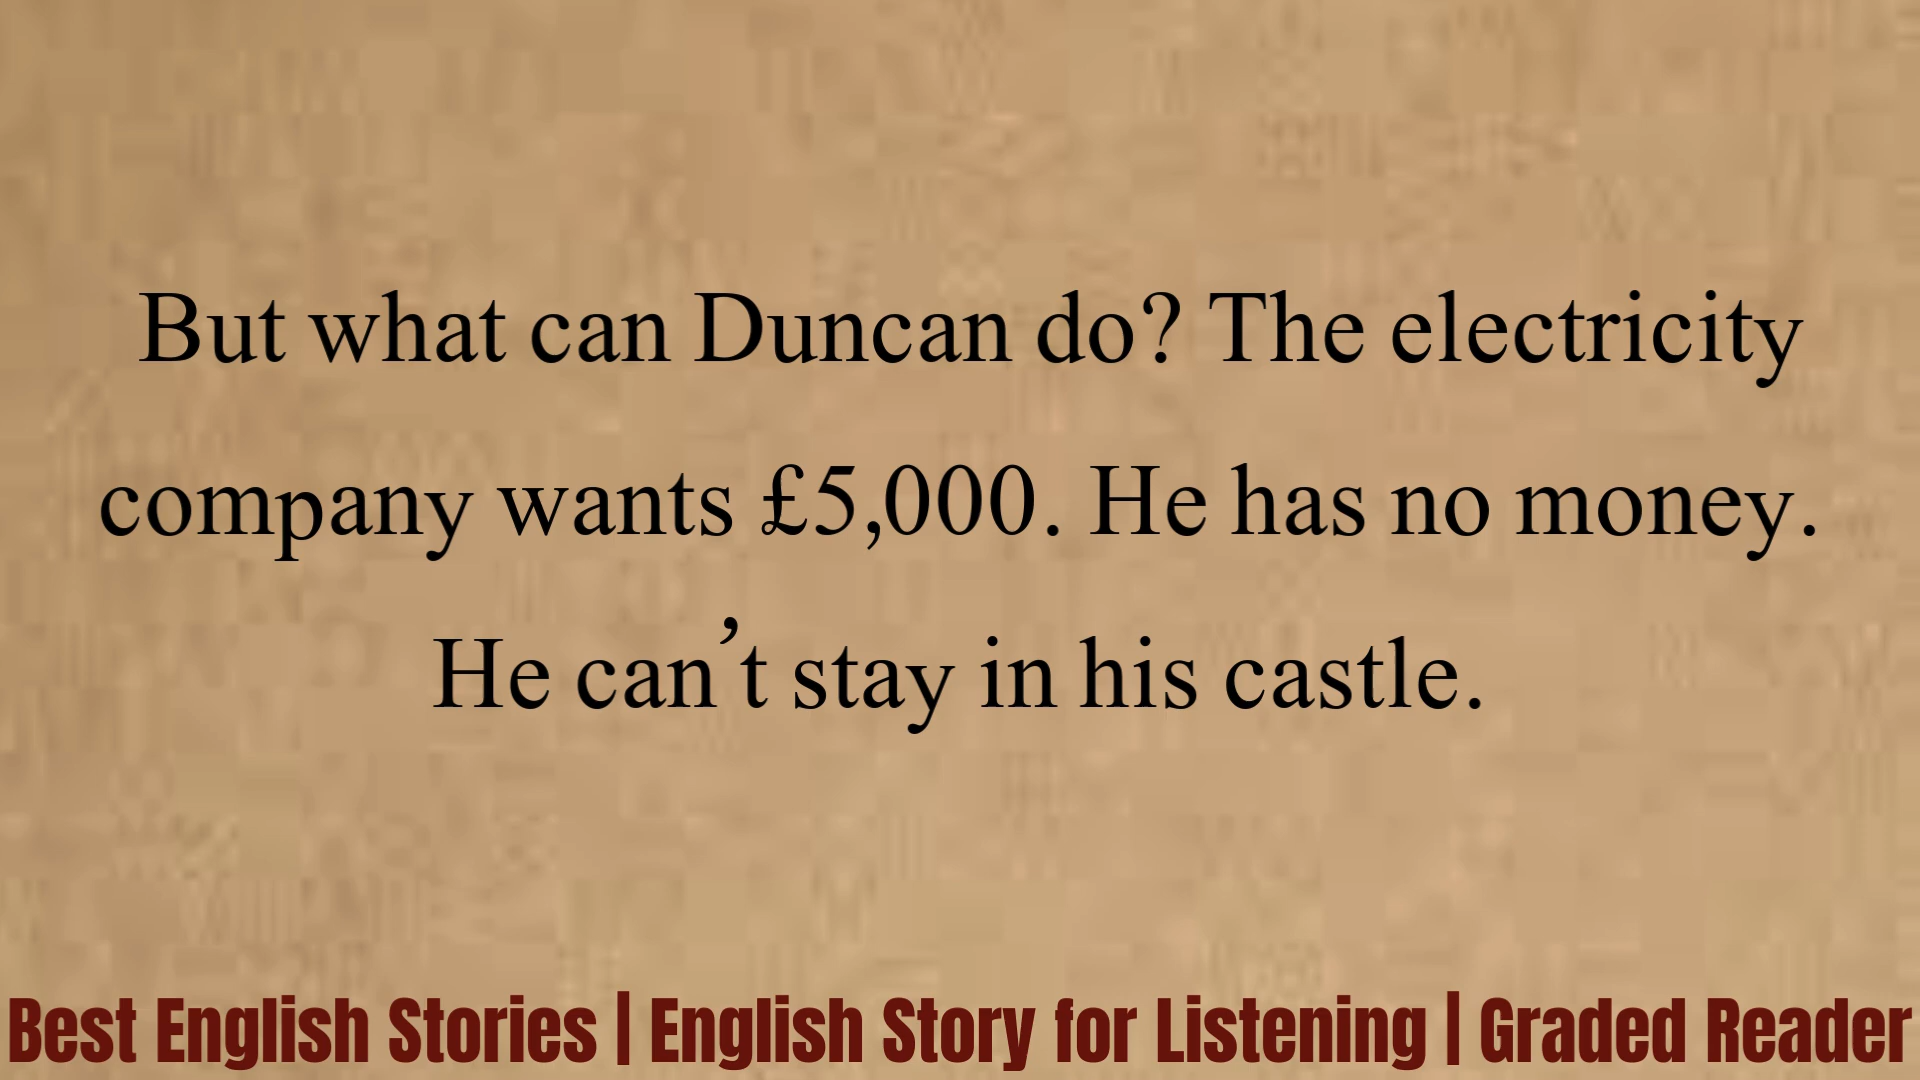 But what can Duncan do? The electricity
company wants £5,000. He has no money.
He can’t stay in his castle.
Best English Stories | English Story for Listening | Graded Reader